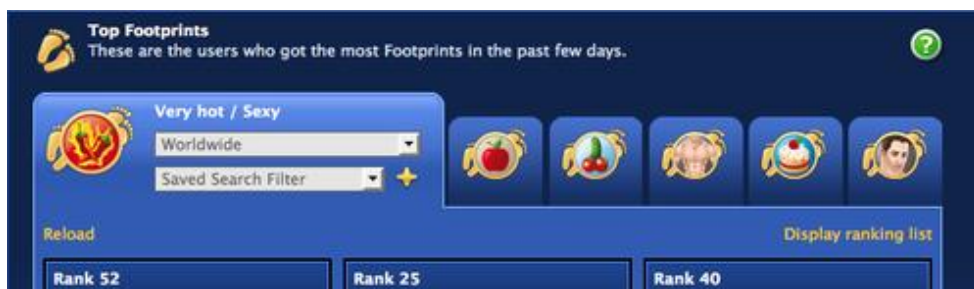 Top Footprints
These are the users who got the most Footprints in the past few days.
?
Very hot / Sexy
Worldwide
Saved Search Filter
Reload
Display ranking list
Rank 52
Rank 25
Rank 40